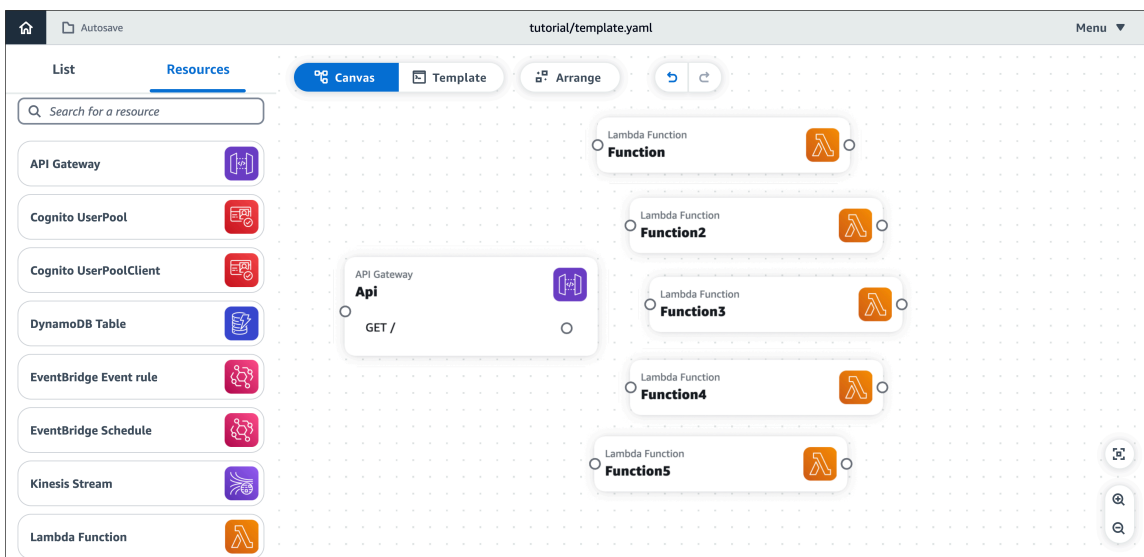 Autosave
tutorial/template.yaml
Menu
List
Resources
Canvas
Template
Arrange
Search for a resource
API Gateway
Cognito UserPool
Cognito UserPoolClient
DynamoDB Table
EventBridge Event rule
EventBridge Schedule
Kinesis Stream
Lambda Function
API Gateway
Api
GET /
Lambda Function
Function
Lambda Function
Function2
Lambda Function
Function3
Lambda Function
Function4
Lambda Function
Function5